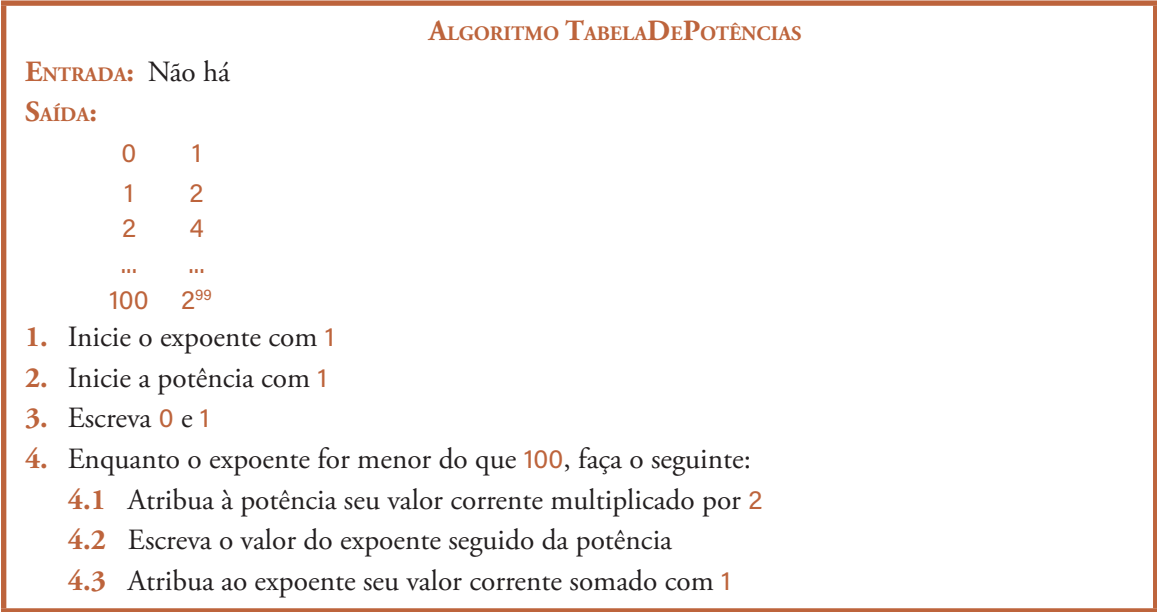 ALGORITMO TABELADEPOTÊNCIAS
ENTRADA: Não há
SAÍDA:
0 1
1 2
2 4
... ...
100 2⁹⁹
1. Inicie o expoente com 1
2. Inicie a potência com 1
3. Escreva 0 e 1
4. Enquanto o expoente for menor do que 100, faça o seguinte:
4.1 Atribua à potência seu valor corrente multiplicado por 2
4.2 Escreva o valor do expoente seguido da potência
4.3 Atribua ao expoente seu valor corrente somado com 1